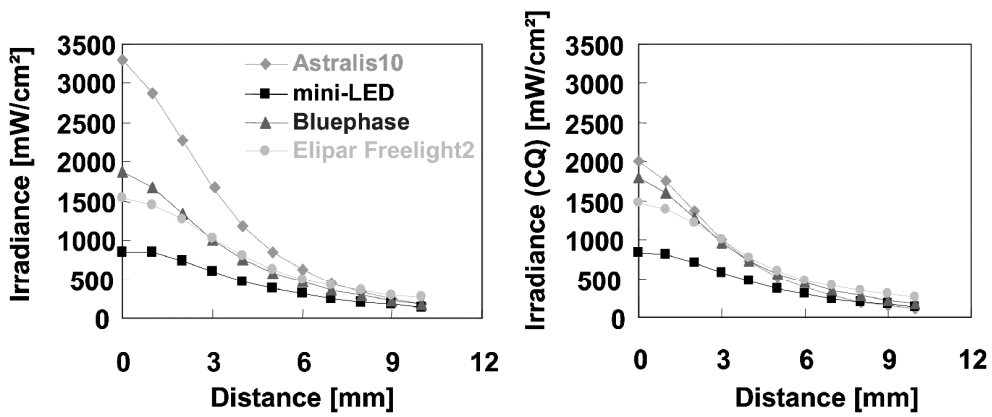 3500
3000
2500
2000
1500
1000
500
0
Irradiance [mW/cm²]
Astralis10
mini-LED
Bluephase
Elipar Freelight2
0 3 6 9 12
Distance [mm]
3500
3000
2500
2000
1500
1000
500
0
Irradiance (CQ) [mW/cm²]
0 3 6 9 12
Distance [mm]